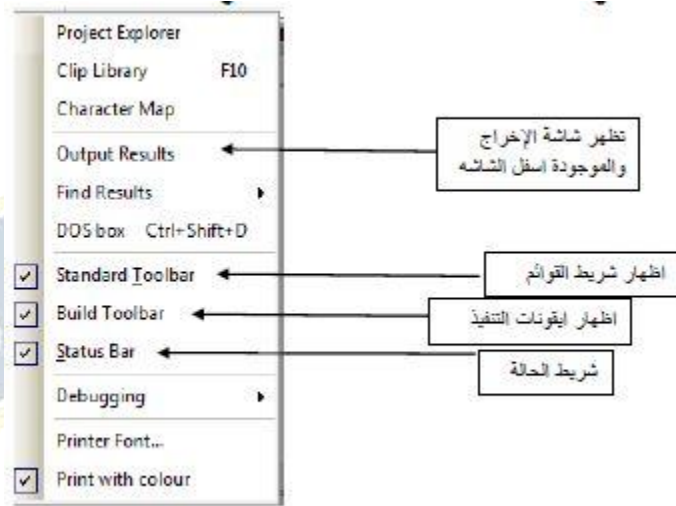 Project Explorer
Clip Library F10
Character Map
Output Results
تظهر شاشة الإخراج
والموجودة اسفل الشاشه
Find Results
DOS box Ctrl+Shift+D
Standard Toolbar
اظهار شريط القوائم
Build Toolbar
اظهار ايقونات التنفيذ
Status Bar
شريط الحالة
Debugging
Printer Font...
Print with colour